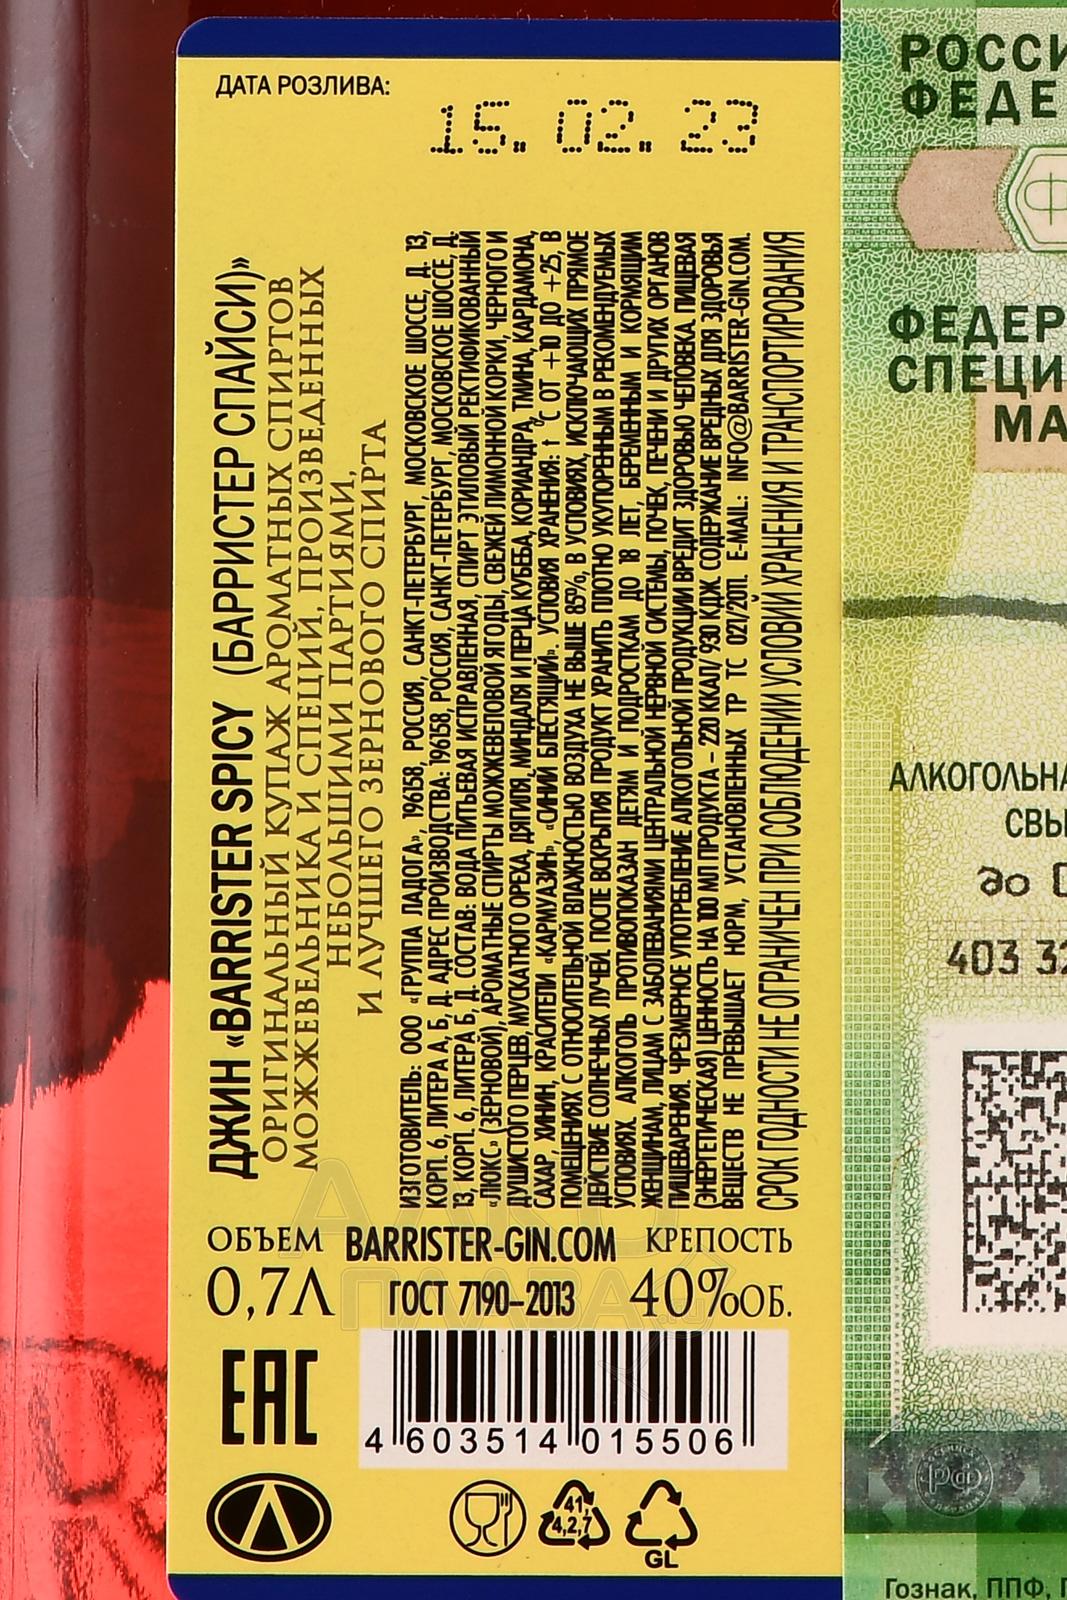 ДАТА РОЗЛИВА:
15.02.23
ДЖИН «BARRISTER SPICY (БАРРИСТЕР СПАЙСИ)»
ОРИГИНАЛЬНЫЙ КУПАЖ АРОМАТНЫХ СПИРТОВ
МОЖЖЕВЕЛЬНИКА И СПЕЦИЙ, ПРОИЗВЕДЕННЫХ
НЕБОЛЬШИМИ ПАРТИЯМИ,
И ЛУЧШЕГО ЗЕРНОВОГО СПИРТА
ИЗГОТОВИТЕЛЬ: ООО «ГРУППА ЛАДОГА», 196158, РОССИЯ, САНКТ-ПЕТЕРБУРГ, МОСКОВСКОЕ ШОССЕ, Д. 13,
КОРП. 6, ЛИТЕРА А, Б, Д. АДРЕС ПРОИЗВОДСТВА: 196158, РОССИЯ, САНКТ-ПЕТЕРБУРГ, МОСКОВСКОЕ ШОССЕ, Д.
13, КОРП. 6, ЛИТЕРА Б, Д. СОСТАВ: ВОДА ПИТЬЕВАЯ ИСПРАВЛЕННАЯ, СПИРТ ЭТИЛОВЫЙ РЕКТИФИКОВАННЫЙ
«ЛЮКС» (ЗЕРНОВОЙ), АРОМАТНЫЕ СПИРТЫ МОЖЖЕВЕЛОВОЙ ЯГОДЫ, СВЕЖЕЙ ЛИМОННОЙ КОРКИ, ЧЕРНОГО И
ДУШИСТОГО ПЕРЦЕВ, МУСКАТНОГО ОРЕХА, ДЯГИЛЯ, МИНДАЛЯ И ПЕРЦА КУБЕБА, КОРИАНДРА, ТМИНА, КАРДАМОНА,
САХАР, ХИНИН, КРАСИТЕЛИ «КАРМУАЗИН», «СИНИЙ БЛЕСТЯЩИЙ». УСЛОВИЯ ХРАНЕНИЯ: t °С ОТ +10 ДО +25, В
ПОМЕЩЕНИЯХ С ОТНОСИТЕЛЬНОЙ ВЛАЖНОСТЬЮ ВОЗДУХА НЕ ВЫШЕ 85%, В УСЛОВИЯХ, ИСКЛЮЧАЮЩИХ ПРЯМОЕ
ДЕЙСТВИЕ СОЛНЕЧНЫХ ЛУЧЕЙ. ПОСЛЕ ВСКРЫТИЯ ПРОДУКТ ХРАНИТЬ ПЛОТНО УКУПОРЕННЫМ В РЕКОМЕНДУЕМЫХ
УСЛОВИЯХ. АЛКОГОЛЬ ПРОТИВОПОКАЗАН ДЕТЯМ И ПОДРОСТКАМ ДО 18 ЛЕТ, БЕРЕМЕННЫМ И КОРМЯЩИМ
ЖЕНЩИНАМ, ЛИЦАМ С ЗАБОЛЕВАНИЯМИ ЦЕНТРАЛЬНОЙ НЕРВНОЙ СИСТЕМЫ, ПОЧЕК, ПЕЧЕНИ И ДРУГИХ ОРГАНОВ
ПИЩЕВАРЕНИЯ. ЧРЕЗМЕРНОЕ УПОТРЕБЛЕНИЕ АЛКОГОЛЬНОЙ ПРОДУКЦИИ ВРЕДИТ ЗДОРОВЬЮ ЧЕЛОВЕКА. ПИЩЕВАЯ
(ЭНЕРГЕТИЧЕСКАЯ) ЦЕННОСТЬ НА 100 МЛ ПРОДУКТА – 220 ККАЛ/ 930 КДЖ. СОДЕРЖАНИЕ ВРЕДНЫХ ДЛЯ ЗДОРОВЬЯ
ВЕЩЕСТВ НЕ ПРЕВЫШАЕТ НОРМ, УСТАНОВЛЕННЫХ ТР ТС 027/2011. E-MAIL: INFO@BARRISTER-GIN.COM.
СРОК ГОДНОСТИ НЕ ОГРАНИЧЕН ПРИ СОБЛЮДЕНИИ УСЛОВИЙ ХРАНЕНИЯ И ТРАНСПОРТИРОВАНИЯ
ОБЪЕМ BARRISTER-GIN.COM КРЕПОСТЬ
0,7Л ГОСТ 7190–2013 40%ОБ.
ЕАС
4 603514 015506
41,
4,2,7
GL
РОССИ
ФЕДЕ
ФЕДЕР
СПЕЦИ
МА
АЛКОГОЛЬНА
СВЫ
до 0
403 32
РФ
Гознак, ППФ, Г